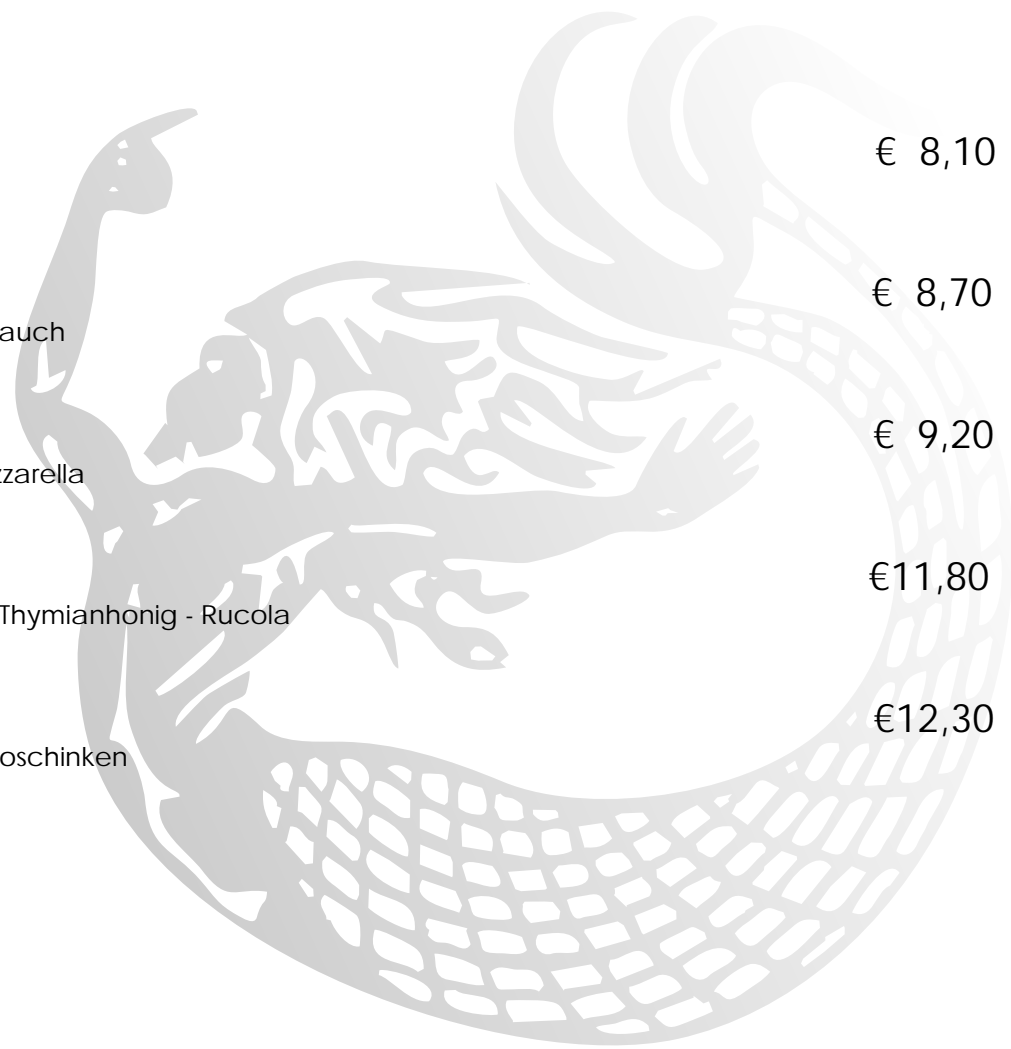 € 8,10
€ 8,70
auch
€ 9,20
zzarella
€11,80
Thymianhonig - Rucola
€12,30
oschinken